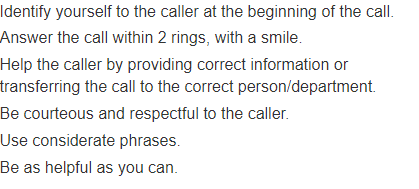 Identify yourself to the caller at the beginning of the call.
Answer the call within 2 rings, with a smile.
Help the caller by providing correct information or
transferring the call to the correct person/department.
Be courteous and respectful to the caller.
Use considerate phrases.
Be as helpful as you can.